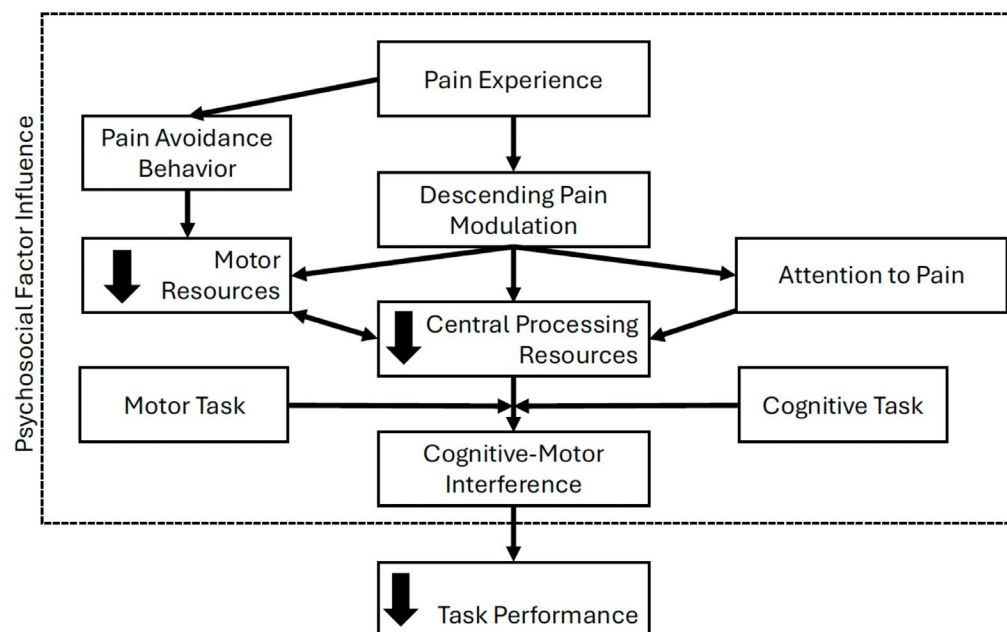 Psychosocial Factor Influence
Pain Experience
Pain Avoidance
Behavior
Descending Pain
Modulation
Motor
Resources
Attention to Pain
Central Processing
Resources
Motor Task
Cognitive Task
Cognitive-Motor
Interference
Task Performance